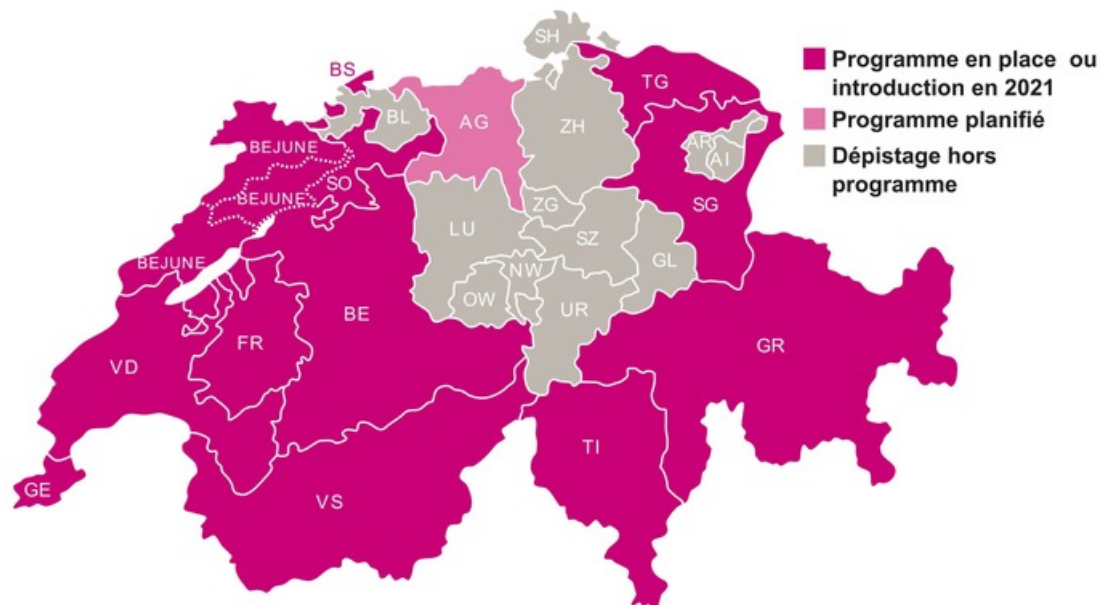 SH
Programme en place ou
introduction en 2021
Programme planifié
Dépistage hors
programme
BS
TG
BL
AG
ZH
AR
AI
BEJUNE
SO
BEJUNE
ZG
SG
LU
SZ
BEJUNE
NW
GL
OW
UR
BE
FR
GR
VD
TI
GE
VS